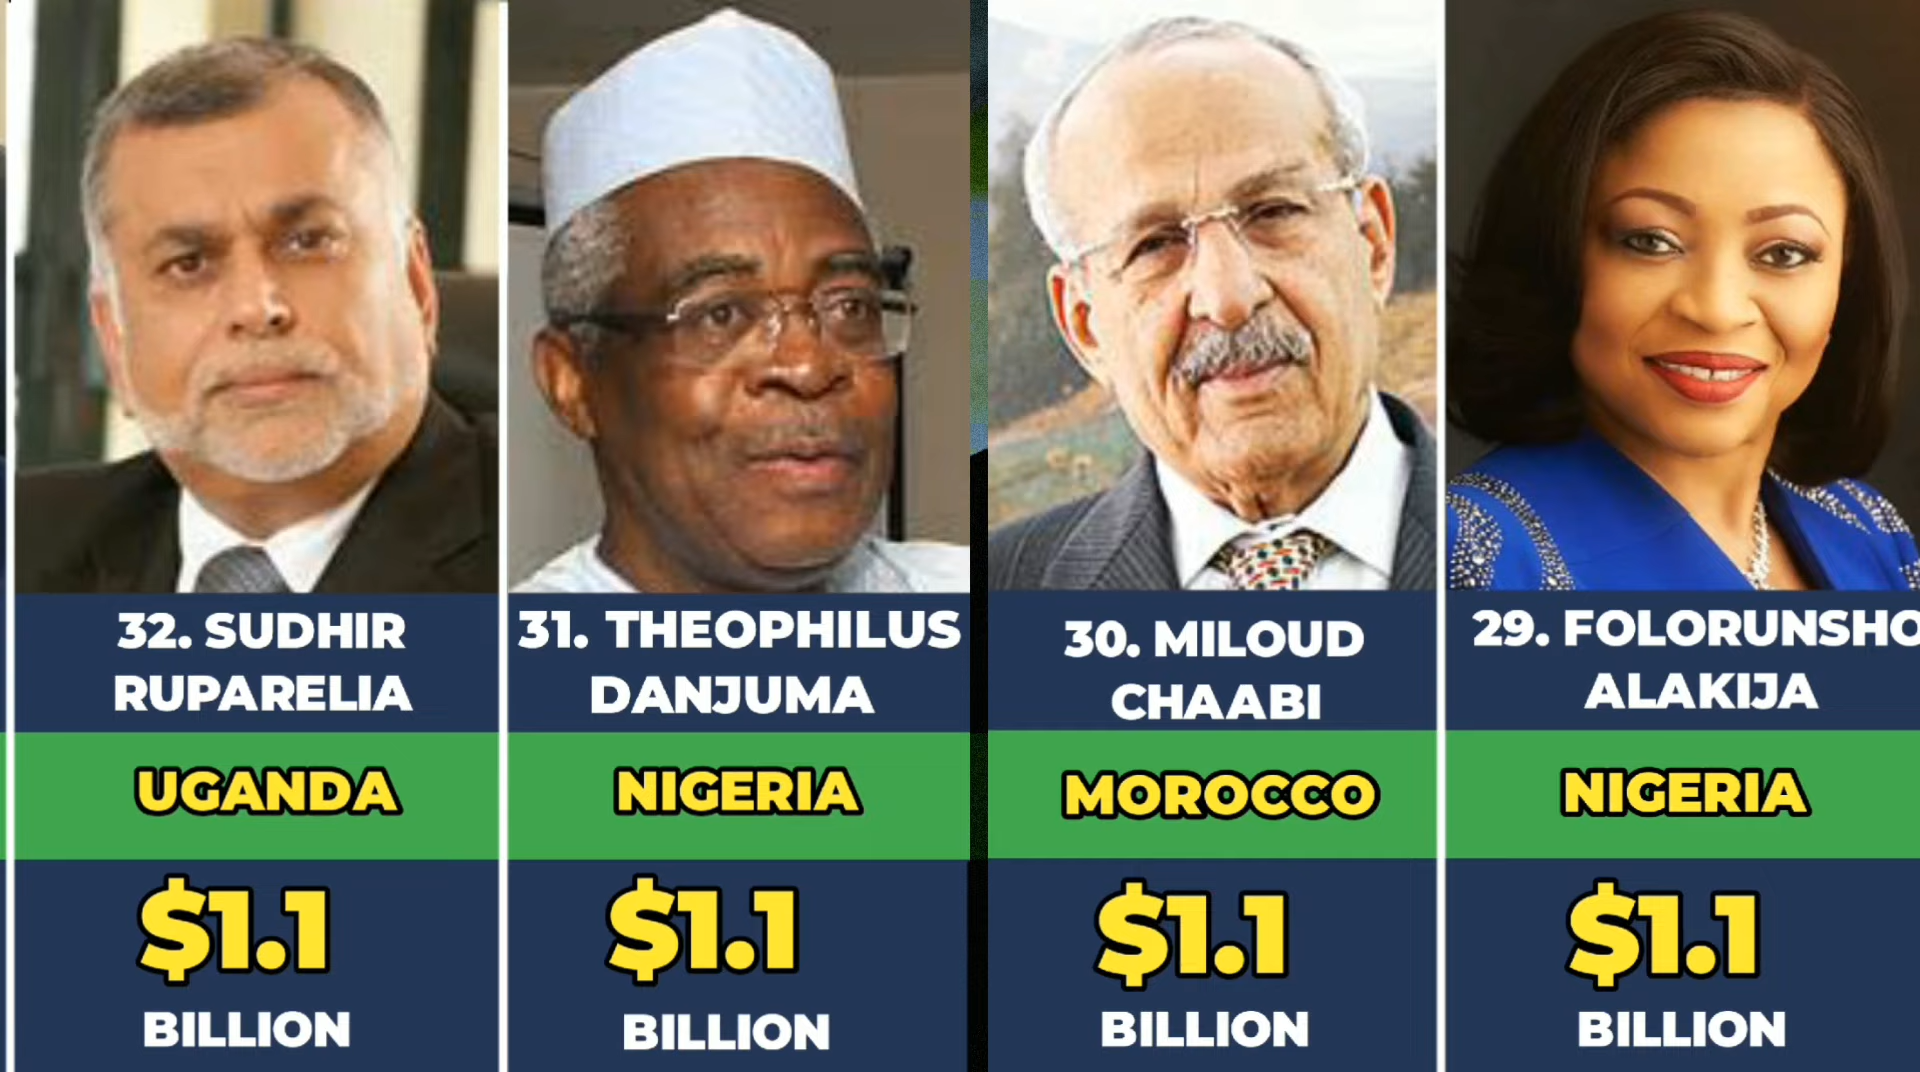 32. SUDHIR
RUPARELIA
UGANDA
$1.1
BILLION
31. THEOPHILUS
DANJUMA
NIGERIA
$1.1
BILLION
30. MILOUD
CHAABI
MOROCCO
$1.1
BILLION
29. FOLORUNSHO
ALAKIJA
NIGERIA
$1.1
BILLION